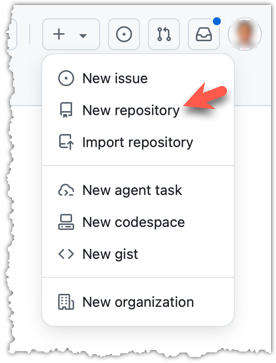 New issue
New repository
Import repository
New agent task
New codespace
New gist
New organization